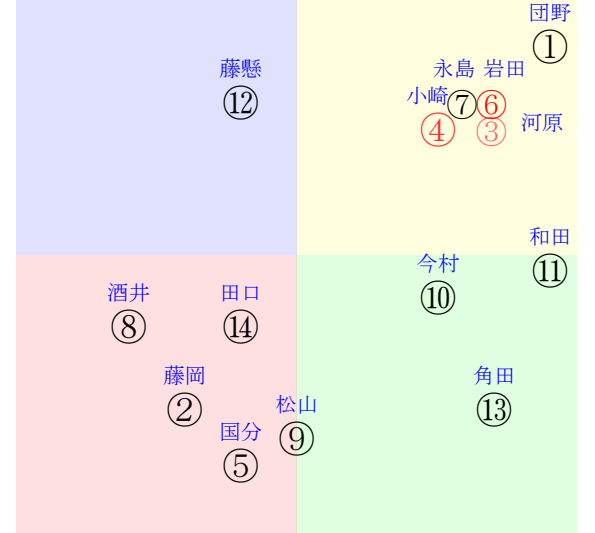 団野
①
藤懸
永島 岩田
小崎
⑫
⑦
⑥
④
③
河原
和田
今村
⑪
酒井
田口
⑩
⑧
⑭
藤岡
角田
②
松山
⑬
国分
⑨
⑤